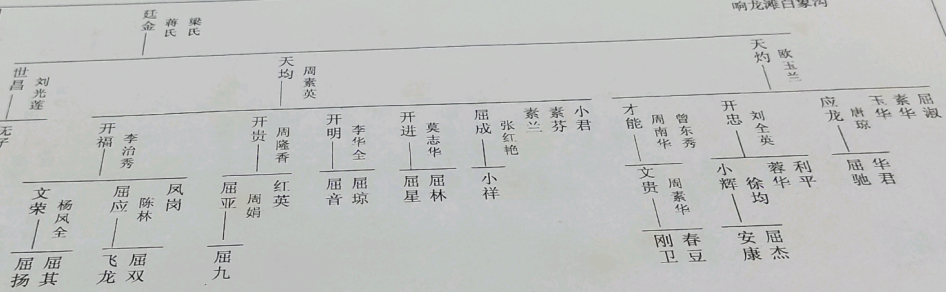 响龙滩白象沟
廷金
蒋氏
梁氏
世昌
刘光莲
天均
周素英
天灼
欧玉兰
无子
开福
李治秀
开贵
周隆香
开明
李华全
开进
莫志华
屈成
张红艳
素兰
素芬
小君
才能
周南华
曾东秀
开忠
刘全英
应龙
唐琼
玉华
素华
屈淑
文荣
杨风全
屈应
陈林
凤岗
屈亚
周娟
红英
屈音
屈琼
屈星
屈林
小祥
文贵
周素华
小辉
徐均
蓉华
利平
屈驰
华君
屈扬
屈其
飞龙
屈双
屈九
刚卫
春豆
安康
屈杰